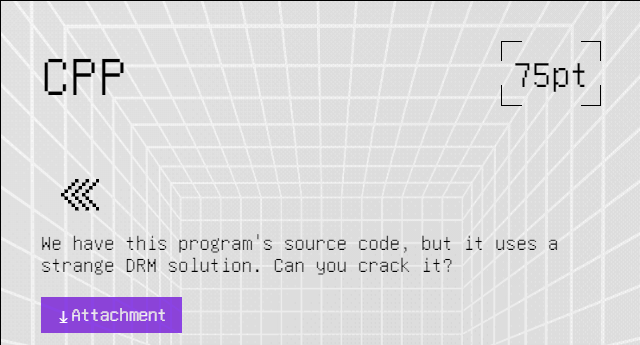 CPP
75pt
We have this program's source code, but it uses a
strange DRM solution. Can you crack it?
Attachment